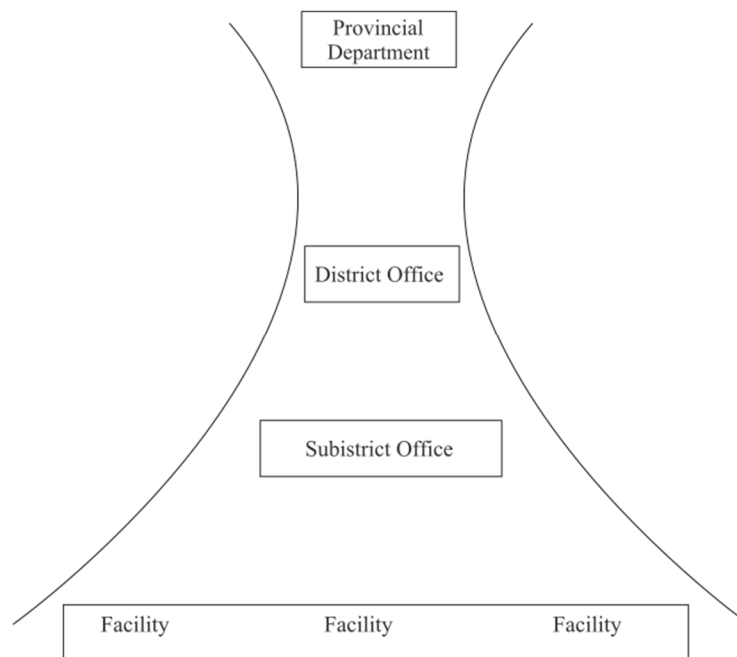 Provincial
Department
District Office
Subistrict Office
Facility Facility Facility